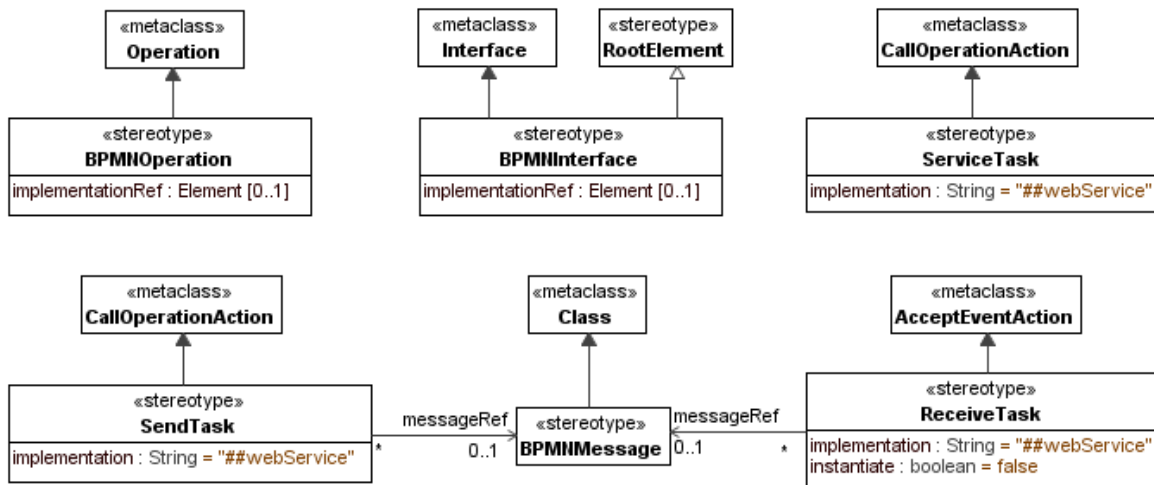 «metaclass»
Operation
«metaclass»
Interface
«stereotype»
RootElement
«metaclass»
CallOperationAction
«stereotype»
BPMNOperation
implementationRef : Element [0..1]
«stereotype»
BPMNInterface
implementationRef : Element [0..1]
«stereotype»
ServiceTask
implementation : String = "##webService"
«metaclass»
CallOperationAction
«metaclass»
Class
«metaclass»
AcceptEventAction
«stereotype»
SendTask
implementation : String = "##webService"
messageRef
*
0..1
«stereotype»
BPMNMessage
messageRef
0..1
*
«stereotype»
ReceiveTask
implementation : String = "##webService"
instantiate : boolean = false